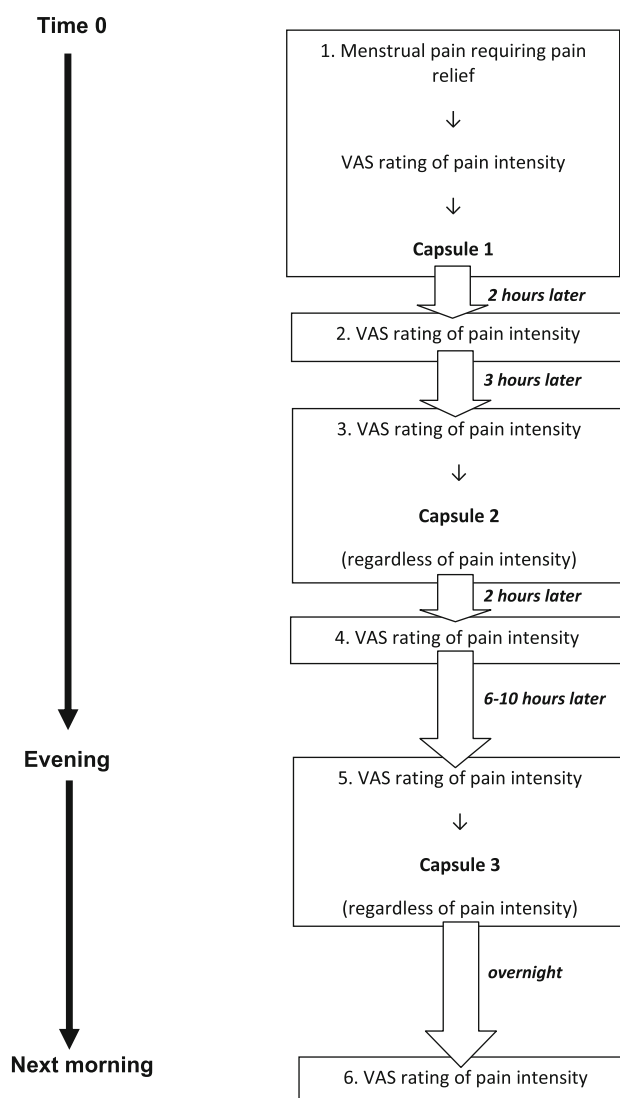 Time 0
1. Menstrual pain requiring pain
relief
↓
VAS rating of pain intensity
↓
Capsule 1
2 hours later
2. VAS rating of pain intensity
3 hours later
3. VAS rating of pain intensity
↓
Capsule 2
(regardless of pain intensity)
2 hours later
4. VAS rating of pain intensity
6-10 hours later
Evening
5. VAS rating of pain intensity
↓
Capsule 3
(regardless of pain intensity)
overnight
Next morning
6. VAS rating of pain intensity